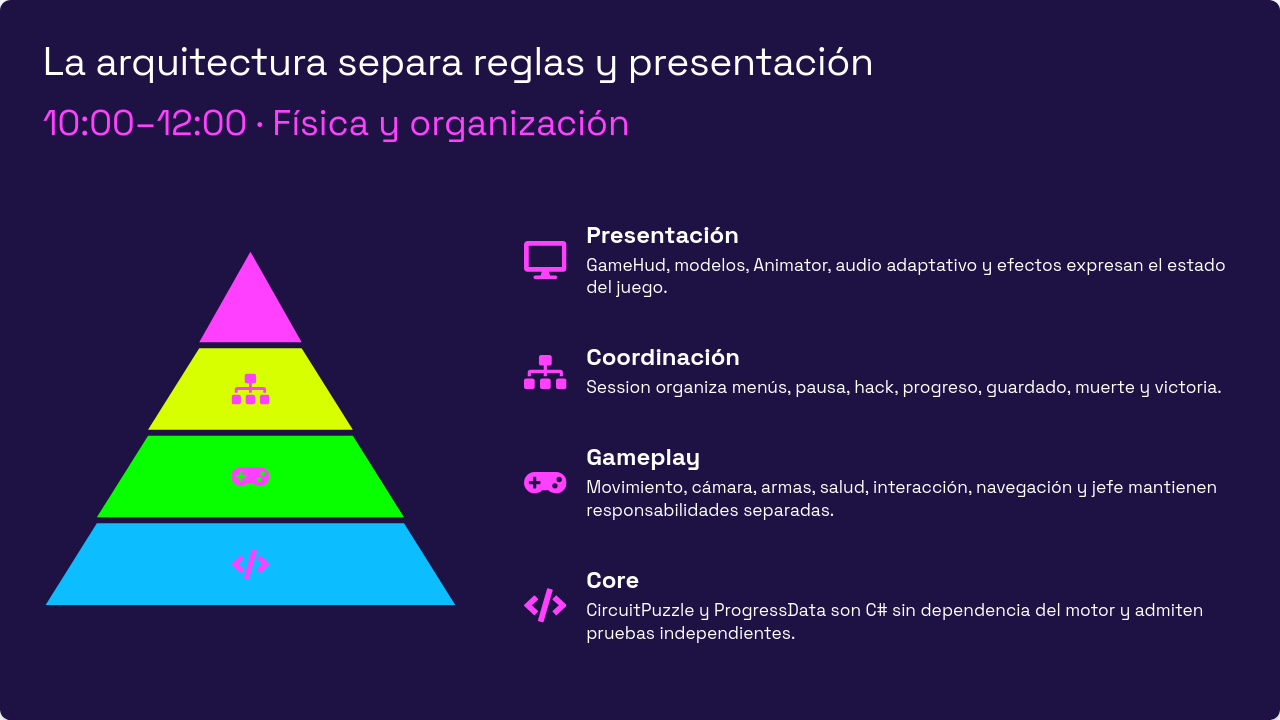 La arquitectura separa reglas y presentación
10:00–12:00 · Física y organización
Presentación
GameHud, modelos, Animator, audio adaptativo y efectos expresan el estado
del juego.
Coordinación
Session organiza menús, pausa, hack, progreso, guardado, muerte y victoria.
Gameplay
Movimiento, cámara, armas, salud, interacción, navegación y jefe mantienen
responsabilidades separadas.
Core
CircuitPuzzle y ProgressData son C# sin dependencia del motor y admiten
pruebas independientes.